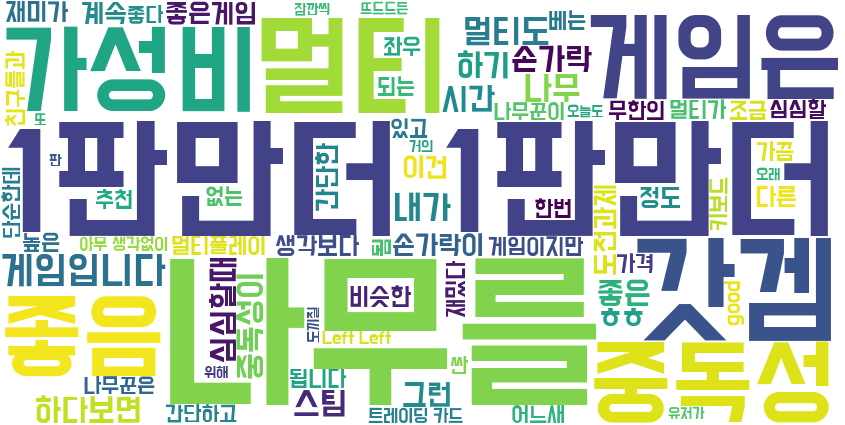 재미가 계속좋다 좋은게임 잠깐씩 뜨드드든
가성비 멀티 좌우 멀티도 베는 게임은
친구들과 되는 하기 손가락
시간 나무
또 나무꾼이 오늘도 무한의 멀티가 조금 심심할
1판만더1판만더
있고
판 거의 가끔
단순한데 추천 없는 간단한 이건 내가 한번 도전과제 정도 키보드 오래 다른
높은 아무 생각없이 멀티플레이 생각보다 됨 손가락이 게임이지만 가격
게임입니다 나무를 갓겜
심심할때 중독성이 비슷한 재밌다 좋은 good
좋음 도끼질 Left Left ㅎㅎ
위해 싼 중독성
나무꾼은 됩니다 그런
하다보면 간단하고 스팀 트레이딩 카드 어느새 유저가